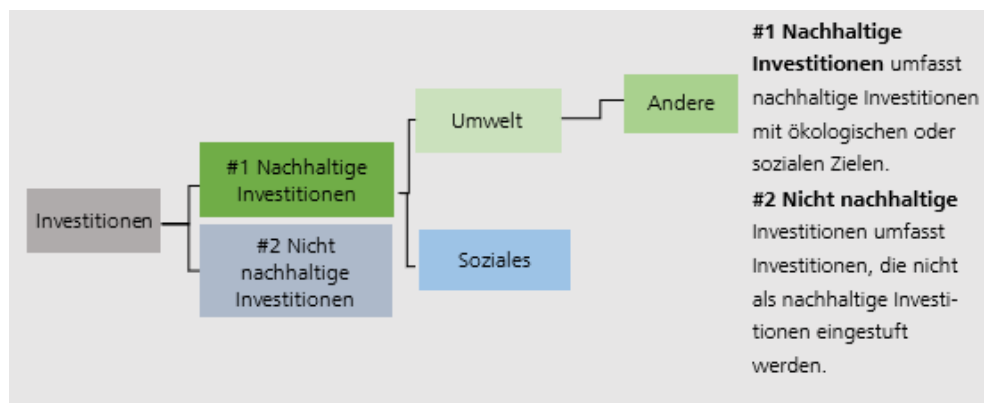 Investitionen
#1 Nachhaltige
Investitionen
#2 Nicht
nachhaltige
Investitionen
Umwelt
Soziales
Andere
#1 Nachhaltige
Investitionen umfasst
nachhaltige Investitionen
mit ökologischen oder
sozialen Zielen.
#2 Nicht nachhaltige
Investitionen umfasst
Investitionen, die nicht
als nachhaltige Investi-
tionen eingestuft
werden.